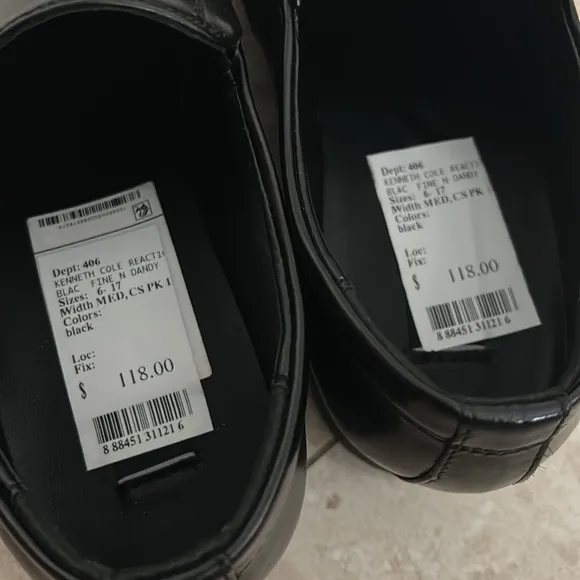 Dept: 406
KENNETH COLE REACTI
BLAC FINE N DANDY
Sizes: 6- 17
Width MED, CS PK
Colors:
black
Loc:
Fix:
$ 118.00
8 88451 31121 6
Dept: 406
KENNETH COLE REACTI
BLAC FINE N DANDY
Sizes: 6- 17
Width MED, CS PK
Colors:
black
Loc:
Fix:
$ 118.00
8 88451 31121 6